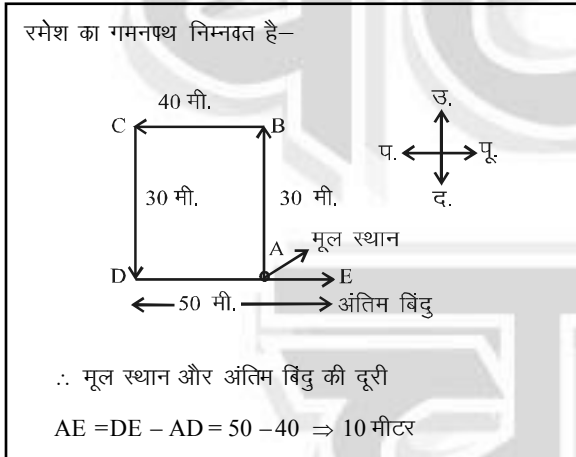 रमेश का गमनपथ निम्नवत है–
40 मी.
C B
उ.
प. पू.
द.
30 मी. 30 मी.
A मूल स्थान
D E
50 मी. अंतिम बिंदु
∴ मूल स्थान और अंतिम बिंदु की दूरी
AE =DE – AD = 50 –40 ⇒ 10 मीटर